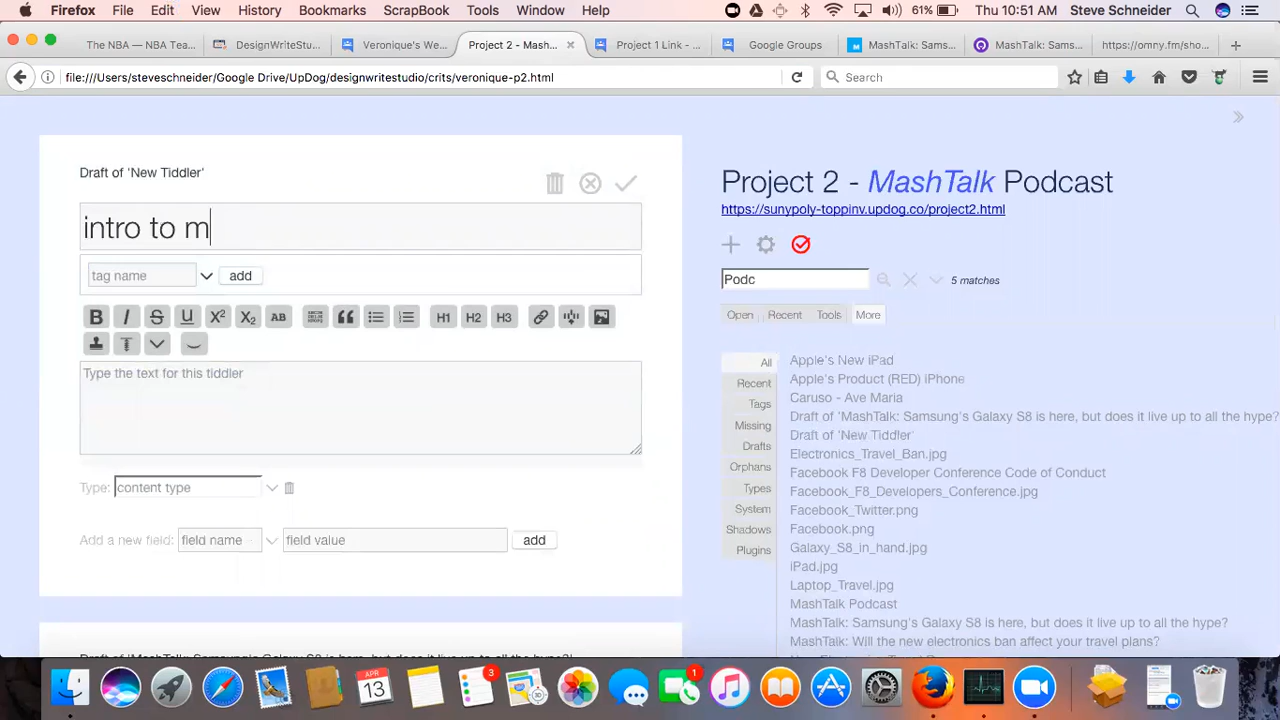 Firefox File Edit View History Bookmarks ScrapBook Tools Window Help 61% Thu 10:51 AM Steve Schneider
The NBA — NBA Tea... DesignWriteStu... Veronique's We... Project 2 - Mash... Project 1 Link - ... Google Groups MashTalk: Sams... MashTalk: Sams... https://omny.fm/sho...
file:///Users/steveschneider/Google Drive/UpDog/designwritestudio/crits/veronique-p2.html
Search
Draft of 'New Tiddler'
intro to m
tag name
add
B I S U X² X₂ AB H1 H2 H3
Type the text for this tiddler
Type: content type
Add a new field: field name field value add
Project 2 - MashTalk Podcast
https://sunypoly-toppinv.updog.co/project2.html
Podc
5 matches
Open Recent Tools More
All
Recent
Tags
Missing
Drafts
Orphans
Types
System
Shadows
Plugins
Apple's New iPad
Apple's Product (RED) iPhone
Caruso - Ave Maria
Draft of 'MashTalk: Samsung's Galaxy S8 is here, but does it live up to all the hype?
Draft of 'New Tiddler'
Electronics_Travel_Ban.jpg
Facebook F8 Developer Conference Code of Conduct
Facebook_F8_Developers_Conference.jpg
Facebook_Twitter.png
Facebook.png
Galaxy_S8_in_hand.jpg
iPad.jpg
Laptop_Travel.jpg
MashTalk Podcast
MashTalk: Samsung's Galaxy S8 is here, but does it live up to all the hype?
MashTalk: Will the new electronics ban affect your travel plans?
APR
13
3
1